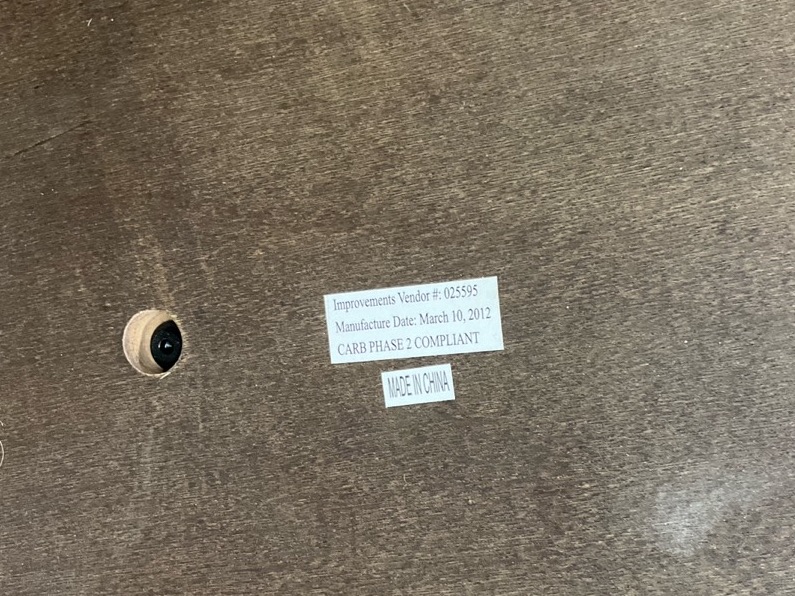 Improvements Vendor #: 025595
Manufacture Date: March 10, 2012
CARB PHASE 2 COMPLIANT
MADE IN CHINA